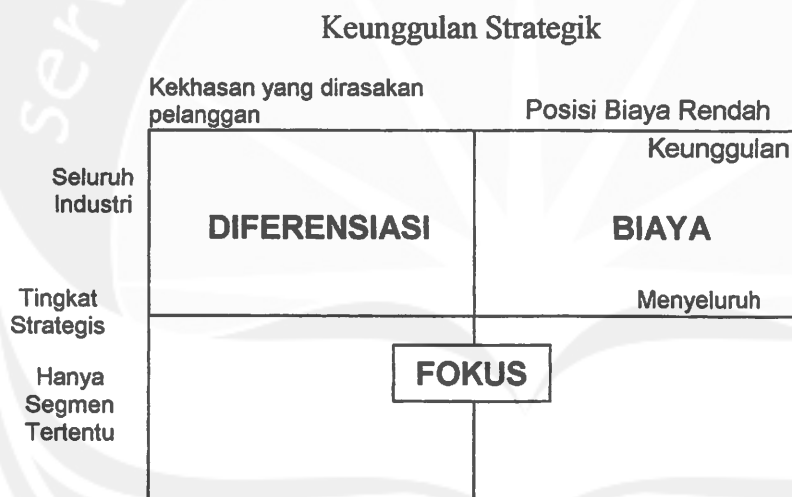 serv
Keunggulan Strategik
Kekhasan yang dirasakan
pelanggan
Posisi Biaya Rendah
Keunggulan
Seluruh
Industri
DIFERENSIASI
BIAYA
Menyeluruh
Tingkat
Strategis
FOKUS
Hanya
Segmen
Tertentu